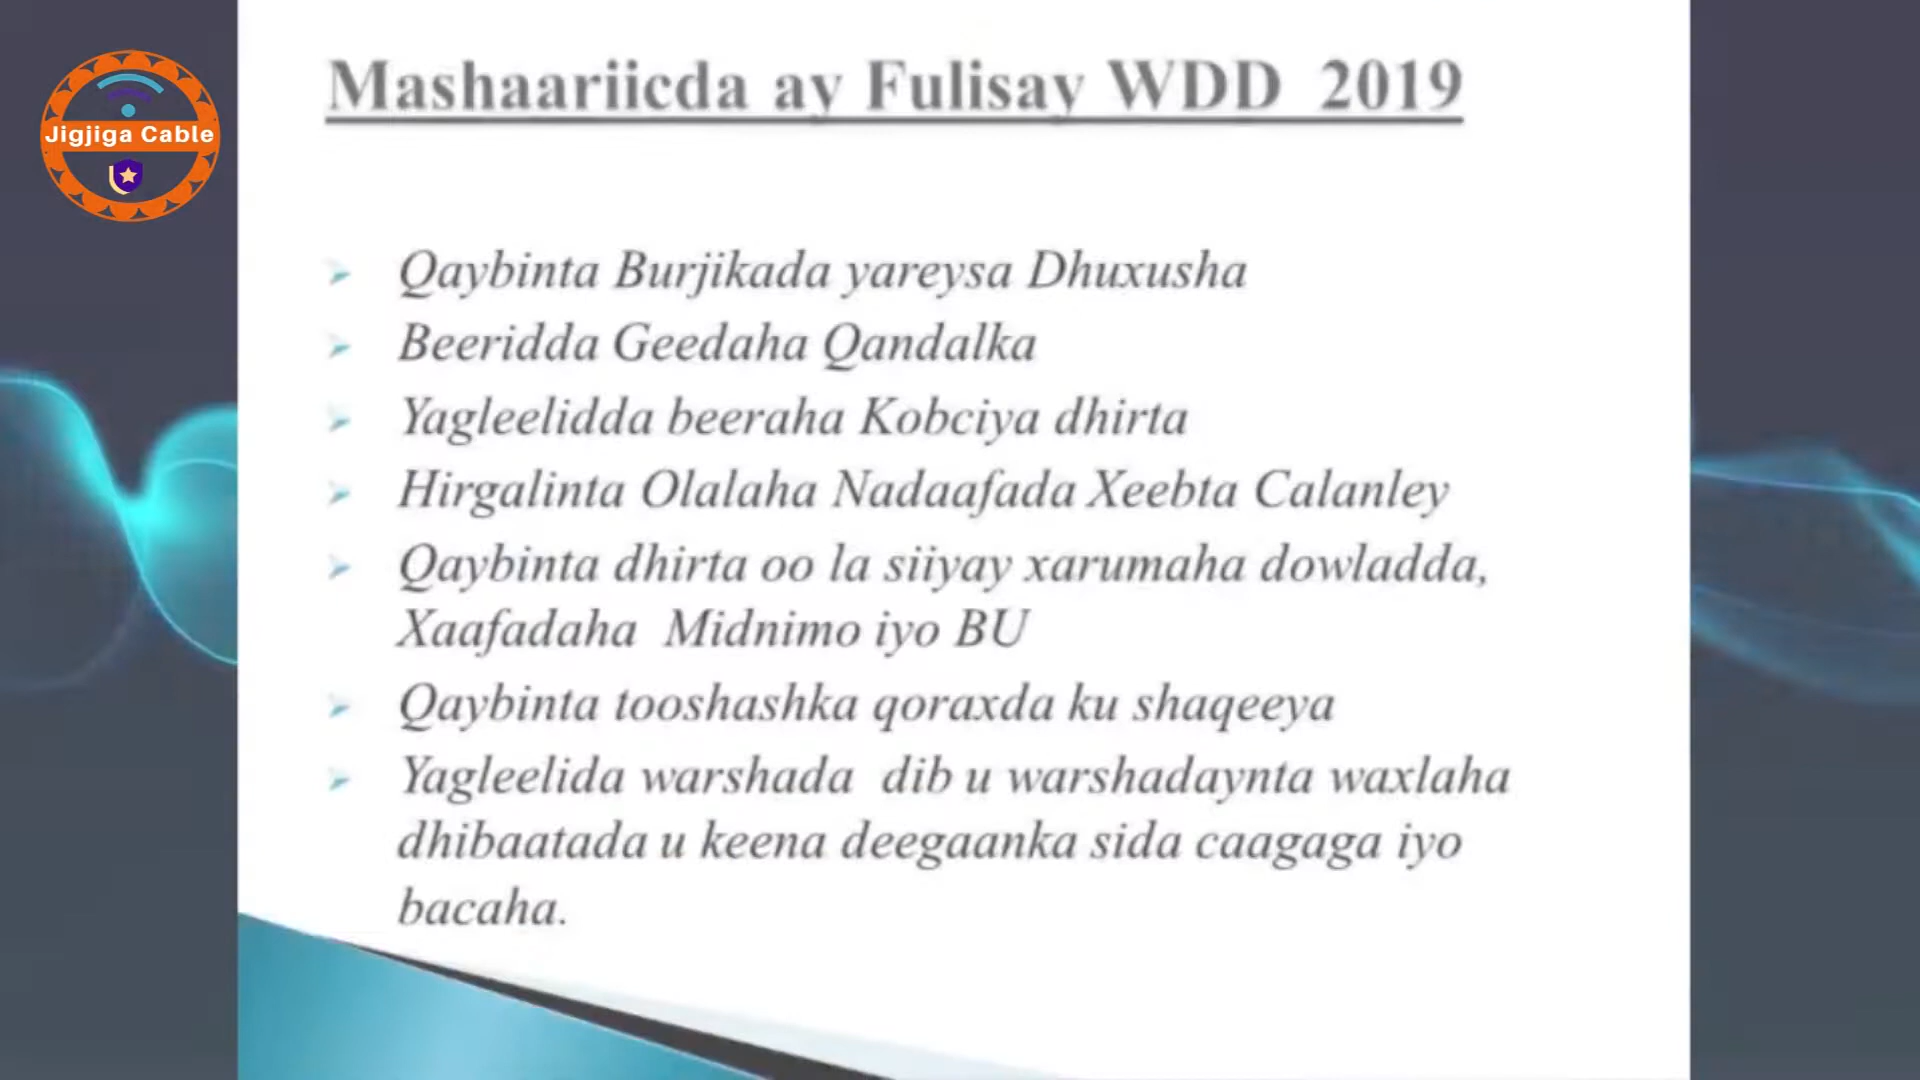 Jigjiga Cable
Mashaariicda ay Fulisay WDD 2019
Qaybinta Burjikada yareysa Dhuxusha
Beeridda Geedaha Qandalka
Yagleelidda beeraha Kobciya dhirta
Hirgalinta Olalaha Nadaafada Xeebta Calanley
Qaybinta dhirta oo la siiyay xarumaha dowladda,
Xaafadaha Midnimo iyo BU
Qaybinta tooshashka qoraxda ku shaqeeya
Yagleelida warshada dib u warshadaynta waxlaha
dhibaatada u keena deegaanka sida caagaga iyo
bacaha.